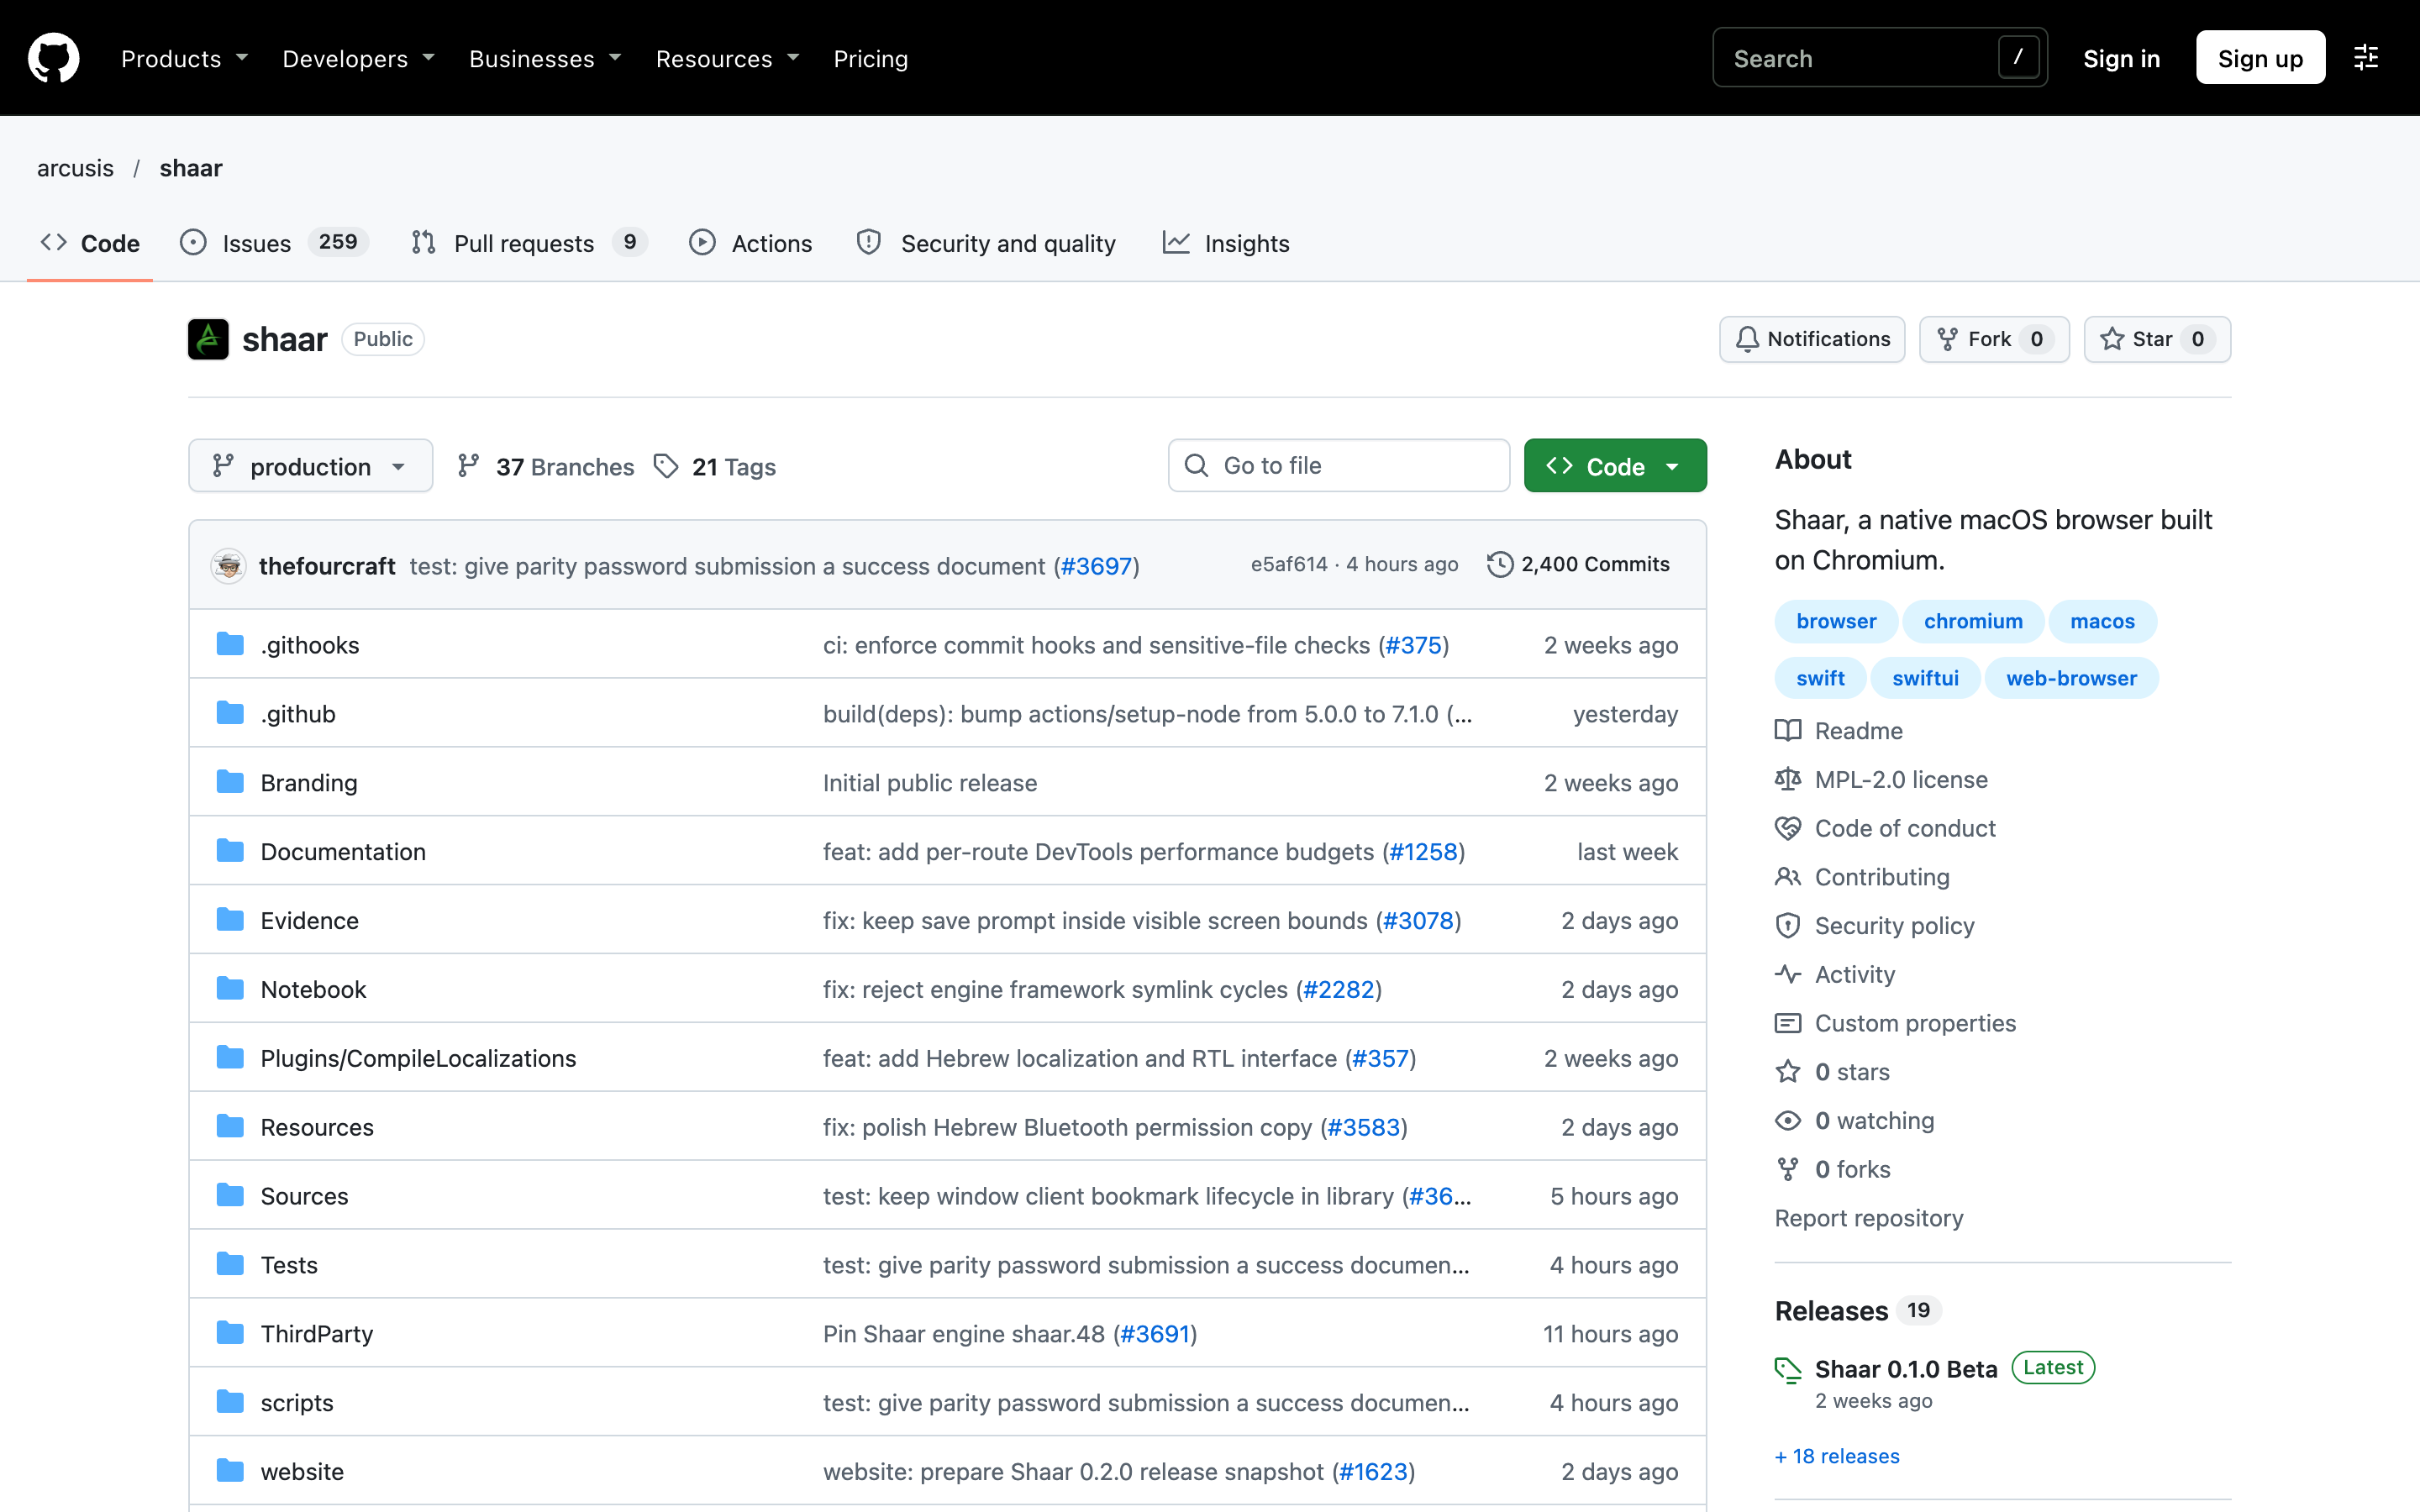 Products Developers Businesses Resources Pricing Search / Sign in Sign up
arcusis / shaar
Code Issues 259 Pull requests 9 Actions Security and quality Insights
shaar Public Notifications Fork 0 Star 0
production 37 Branches 21 Tags Go to file Code
thefourcraft test: give parity password submission a success document (#3697) e5af614 · 4 hours ago 2,400 Commits
.githooks ci: enforce commit hooks and sensitive-file checks (#375) 2 weeks ago
.github build(deps): bump actions/setup-node from 5.0.0 to 7.1.0 (... yesterday
Branding Initial public release 2 weeks ago
Documentation feat: add per-route DevTools performance budgets (#1258) last week
Evidence fix: keep save prompt inside visible screen bounds (#3078) 2 days ago
Notebook fix: reject engine framework symlink cycles (#2282) 2 days ago
Plugins/CompileLocalizations feat: add Hebrew localization and RTL interface (#357) 2 weeks ago
Resources fix: polish Hebrew Bluetooth permission copy (#3583) 2 days ago
Sources test: keep window client bookmark lifecycle in library (#36... 5 hours ago
Tests test: give parity password submission a success documen... 4 hours ago
ThirdParty Pin Shaar engine shaar.48 (#3691) 11 hours ago
scripts test: give parity password submission a success documen... 4 hours ago
website website: prepare Shaar 0.2.0 release snapshot (#1623) 2 days ago
About
Shaar, a native macOS browser built
on Chromium.
browser chromium macos
swift swiftui web-browser
Readme
MPL-2.0 license
Code of conduct
Contributing
Security policy
Activity
Custom properties
0 stars
0 watching
0 forks
Report repository
Releases 19
Shaar 0.1.0 Beta Latest
2 weeks ago
+ 18 releases